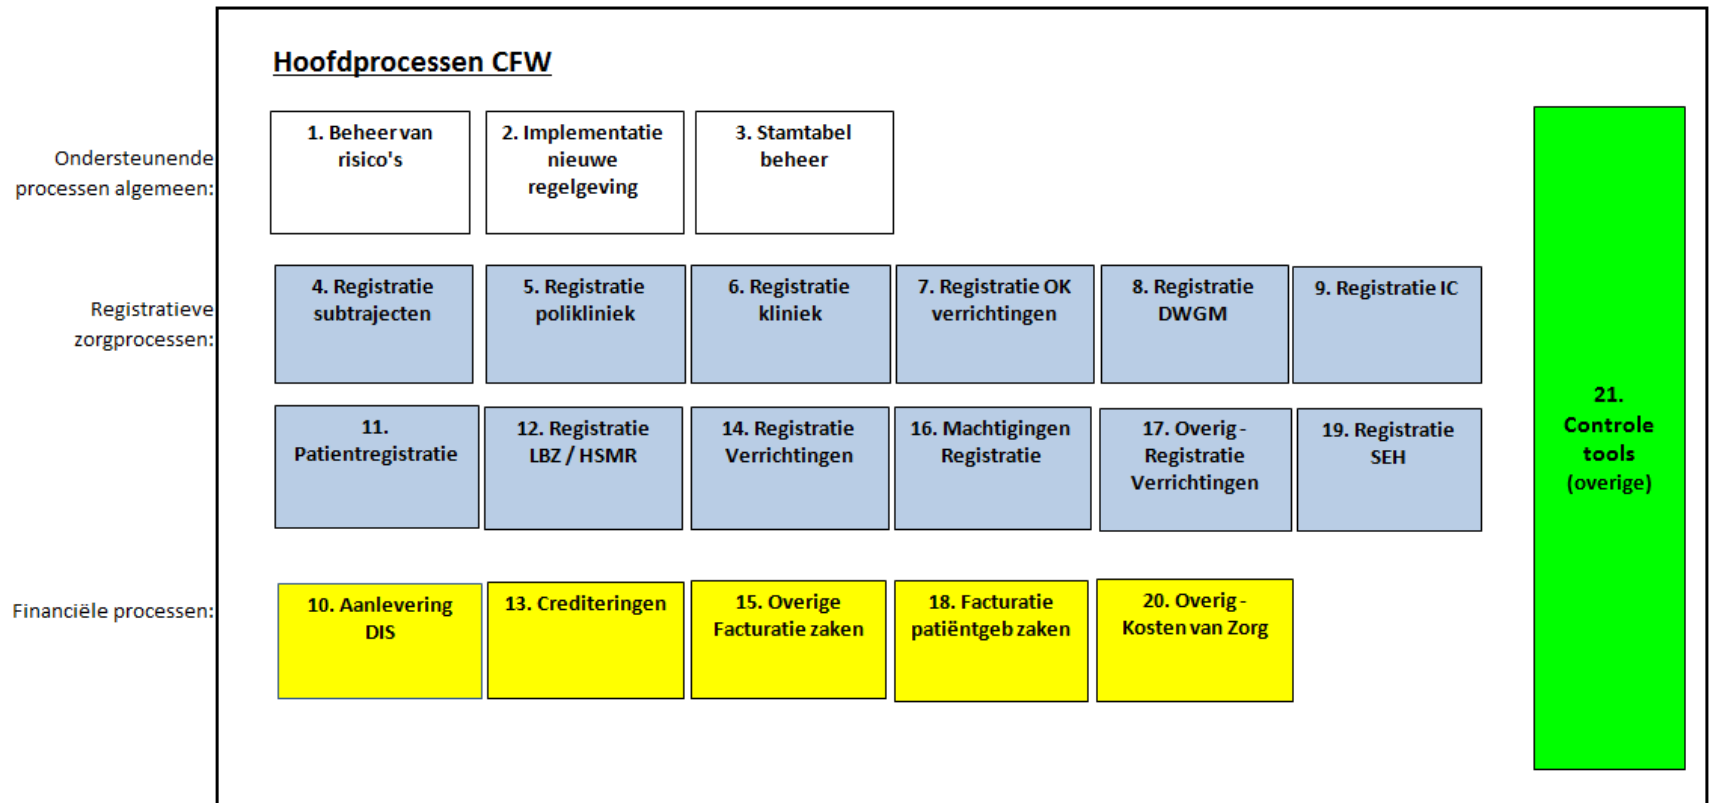 Hoofdprocessen CFW
Ondersteunende
processen algemeen:
1. Beheer van
risico's
2. Implementatie
nieuwe
regelgeving
3. Stamtabel
beheer
Registratieve
zorgprocessen:
4. Registratie
subtrajecten
5. Registratie
polikliniek
6. Registratie
kliniek
7. Registratie OK
verrichtingen
8. Registratie
DWGM
9. Registratie IC
11.
Patientregistratie
12. Registratie
LBZ / HSMR
14. Registratie
Verrichtingen
16. Machtigingen
Registratie
17. Overig -
Registratie
Verrichtingen
19. Registratie
SEH
Financiële processen:
10. Aanlevering
DIS
13. Crediteringen
15. Overige
Facturatie zaken
18. Facturatie
patiëntgeb zaken
20. Overig -
Kosten van Zorg
21.
Controle
tools
(overige)